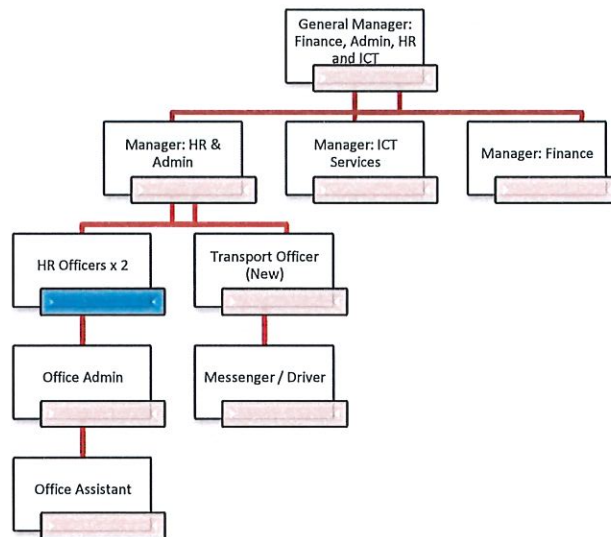 General Manager:
Finance, Admin, HR
and ICT
Manager: HR &
Admin
Manager: ICT
Services
Manager: Finance
HR Officers x 2
Transport Officer
(New)
Office Admin
Messenger / Driver
Office Assistant